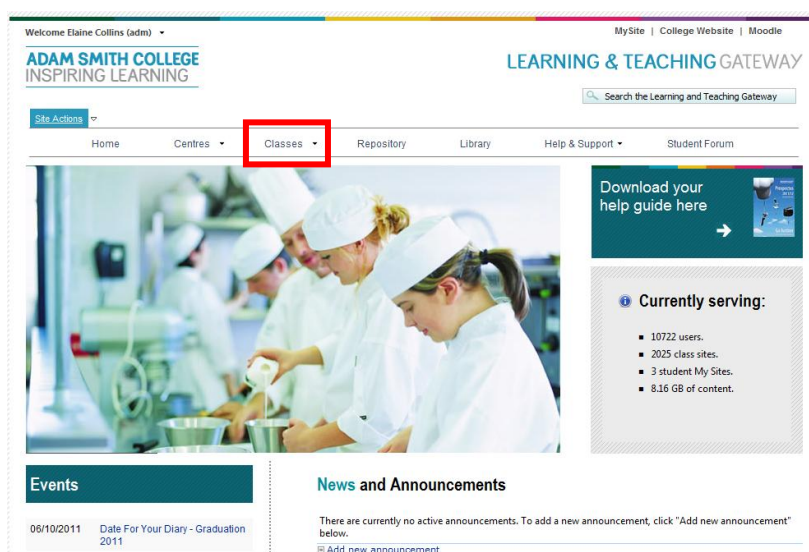 Welcome Elaine Collins (adm)
MySite | College Website | Moodle
ADAM SMITH COLLEGE
INSPIRING LEARNING
LEARNING & TEACHING GATEWAY
Search the Learning and Teaching Gateway
Site Actions
Home Centres Classes Repository Library Help & Support Student Forum
Download your
help guide here
Currently serving:
10722 users.
2025 class sites.
3 student My Sites.
8.16 GB of content.
Events
06/10/2011 Date For Your Diary - Graduation
2011
News and Announcements
There are currently no active announcements. To add a new announcement, click "Add new announcement"
below.
Add new announcement